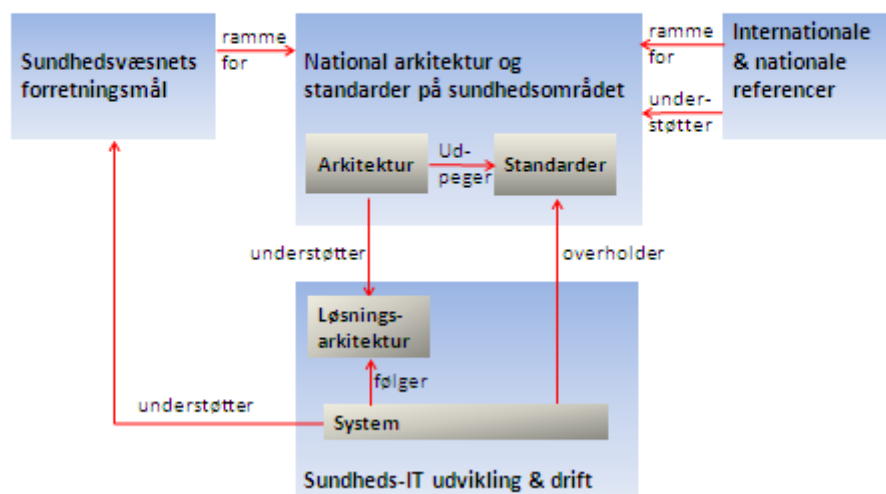 Sundhedsvæsnets
forretningsmål
ramme
for
National arkitektur og
standarder på sundhedsområdet
ramme
for
under-
støtter
Internationale
& nationale
referencer
Arkitektur
Ud-
peger
Standarder
understøtter
overholder
Løsnings-
arkitektur
følger
understøtter
System
Sundheds-IT udvikling & drift